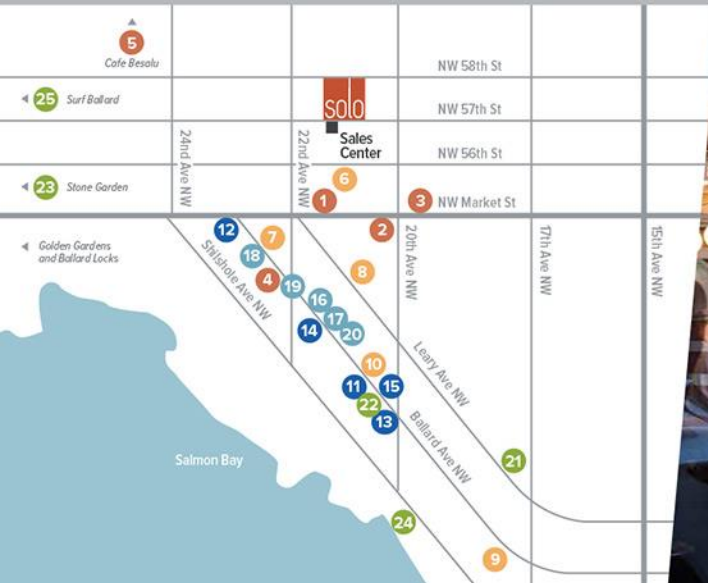 5
Cafe Besalu
NW 58th St
25 Surf Ballard
solo
NW 57th St
Sales
Center
24nd Ave NW
22nd Ave NW
NW 56th St
6
23 Stone Garden
1
3
NW Market St
12
7
2
Golden Gardens
and Ballard Locks
18
Shilshole Ave NW
20th Ave NW
17th Ave NW
15th Ave NW
4
8
19
16
17
14
20
10
Leary Ave NW
11
15
22
13
Ballard Ave NW
Salmon Bay
21
24
9